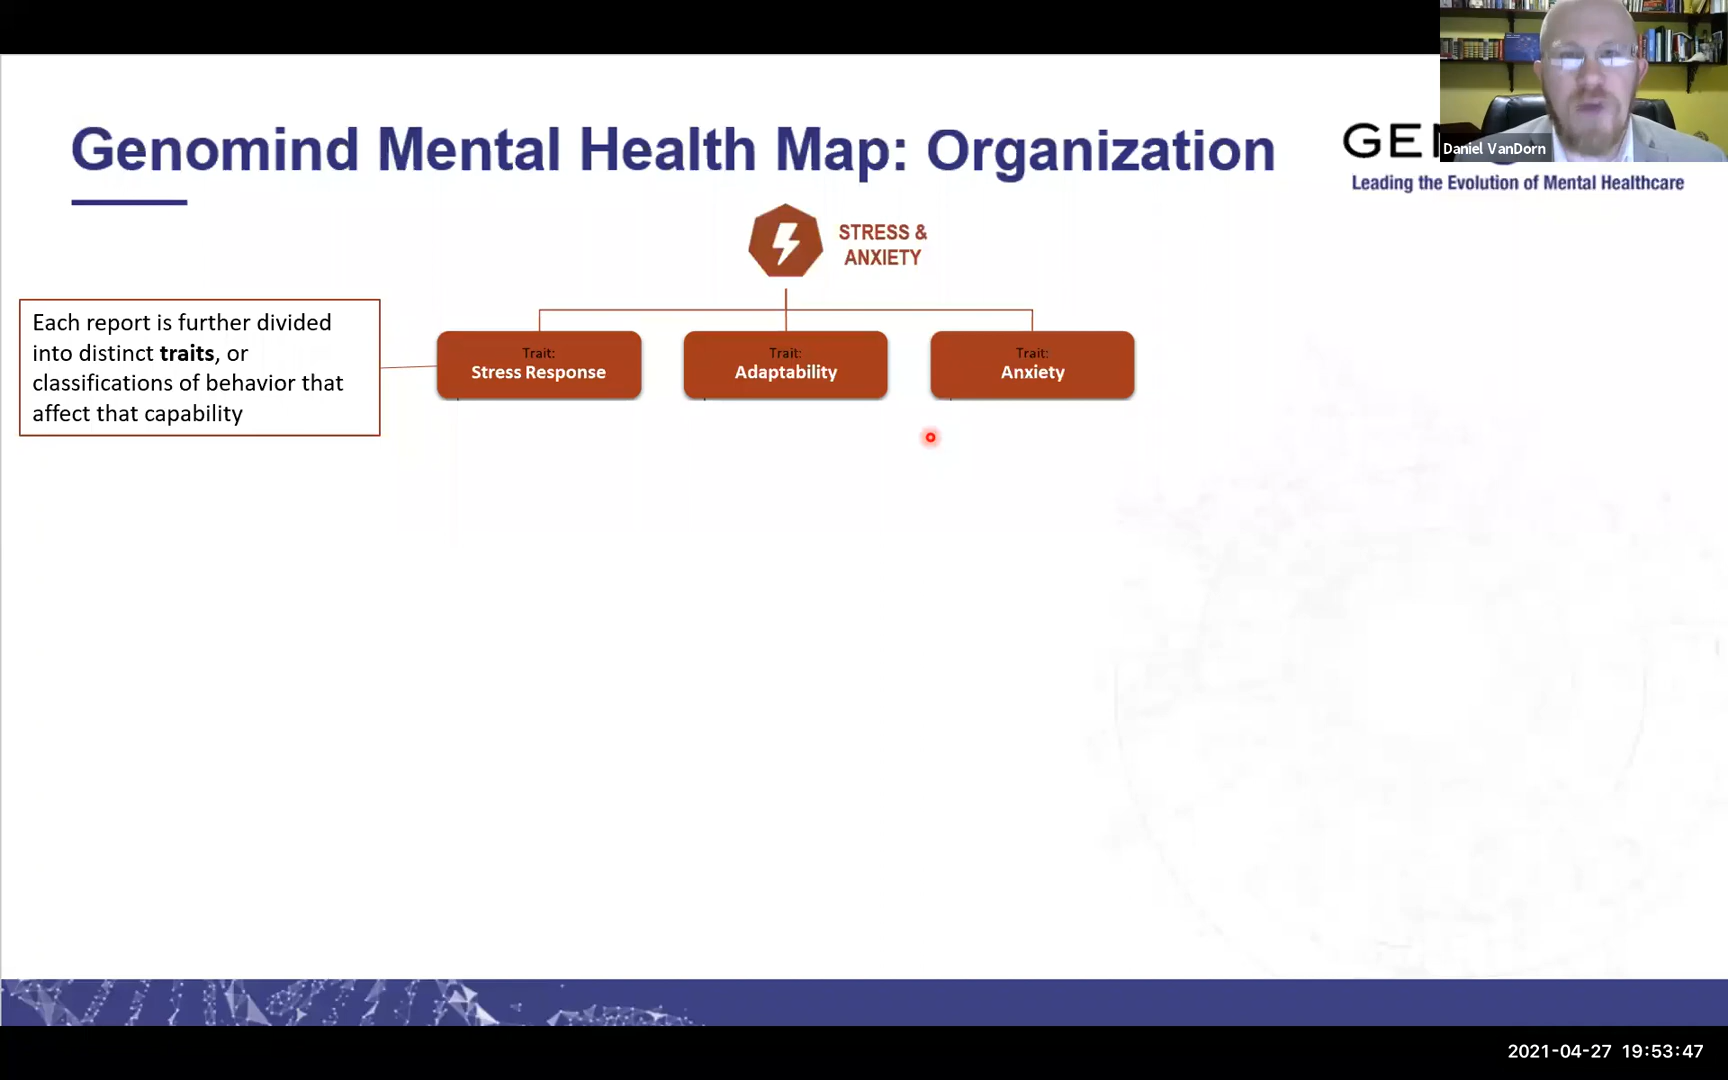 Genomind Mental Health Map: Organization
GEN
Daniel VanDorn
Leading the Evolution of Mental Healthcare
STRESS &
ANXIETY
Each report is further divided
into distinct traits, or
classifications of behavior that
affect that capability
Trait:
Stress Response
Trait:
Adaptability
Trait:
Anxiety
2021-04-27 19:53:47